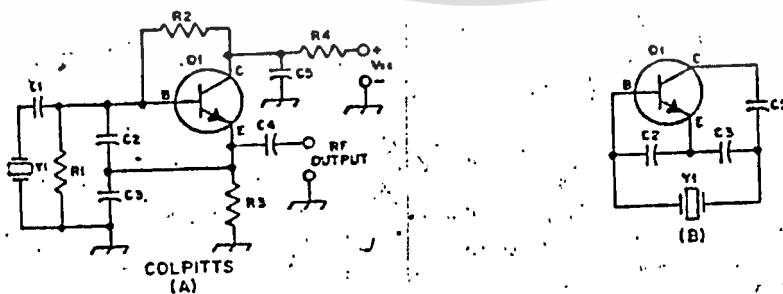 R2
R4
+
Vcc
-
Q1
C
C5
B
E
C1
C2
C4
RF
OUTPUT
Y1
R1
C3
R3
COLPITTS
(A)
Q1
C
B
E
C2
C3
C5
Y1
(B)